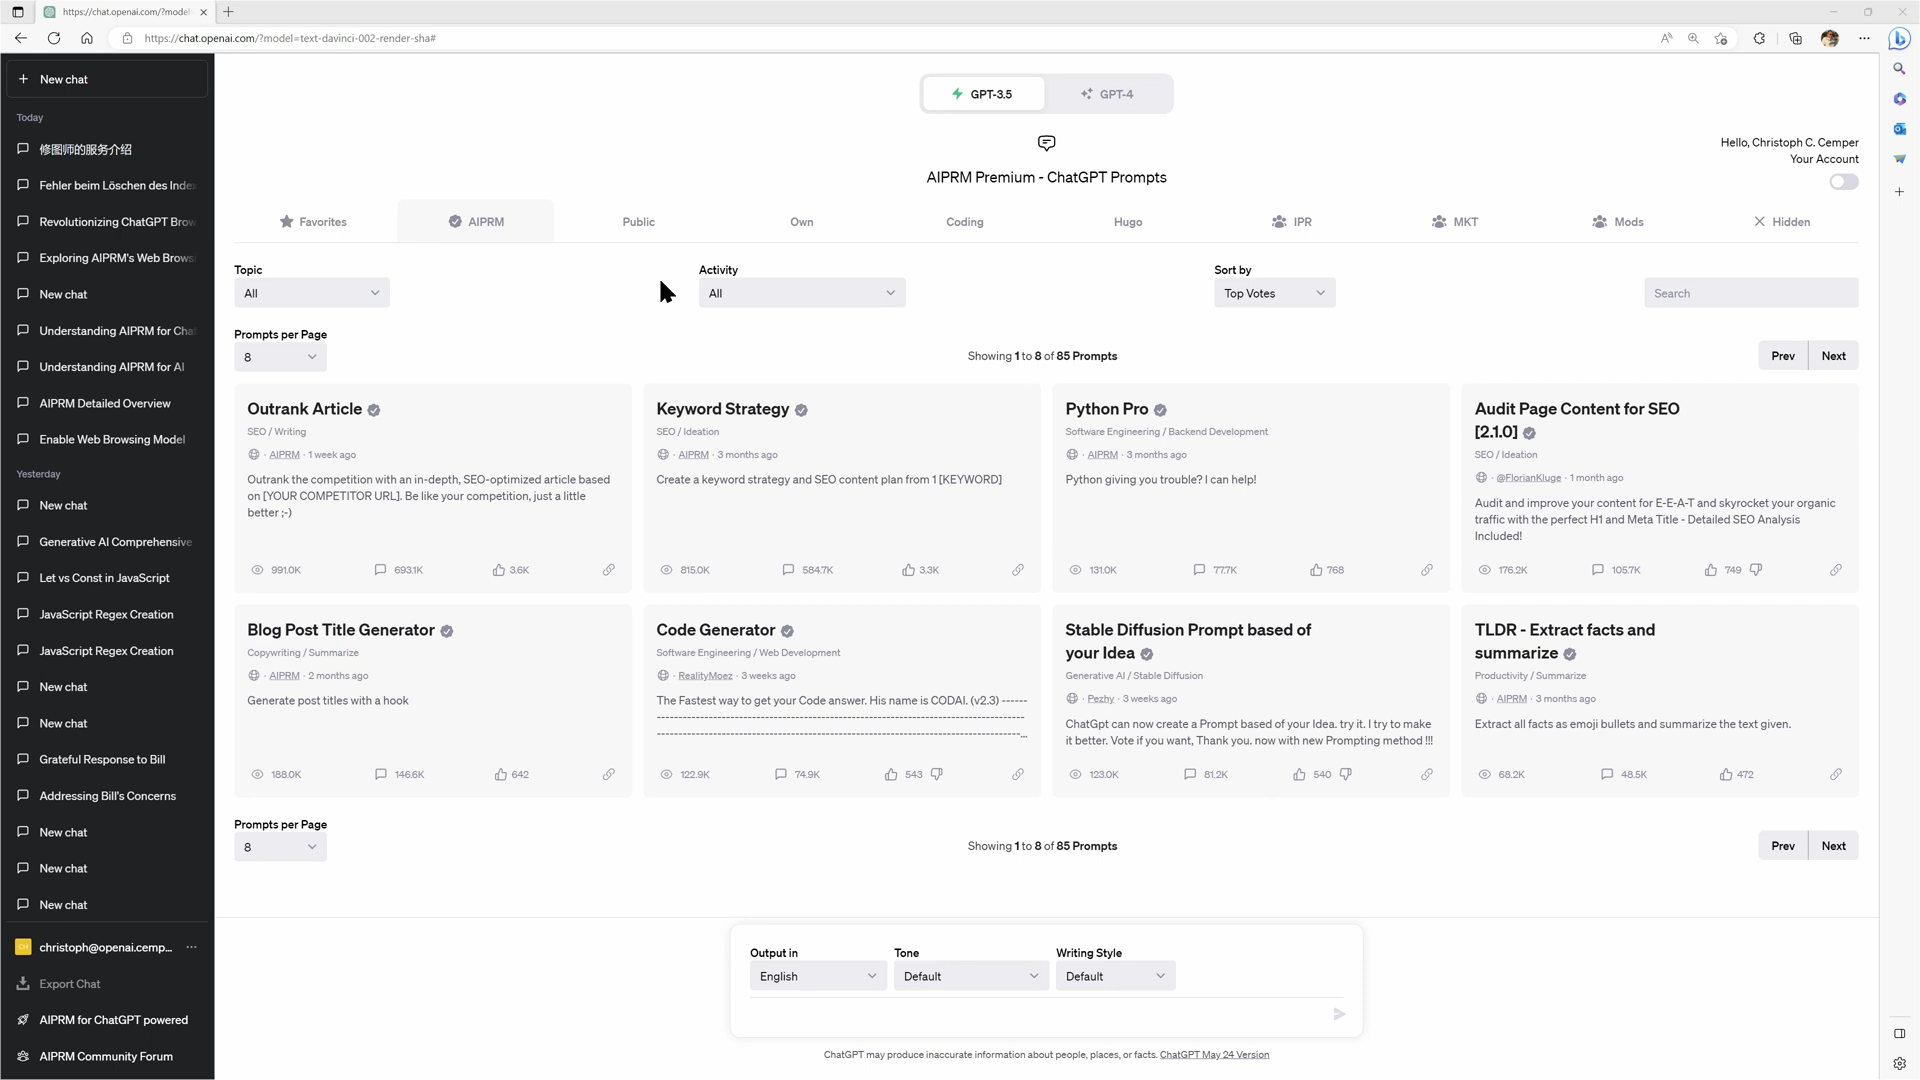 https://chat.openai.com/?model
https://chat.openai.com/?model=text-davinci-002-render-sha#
New chat
Today
修图师的服务介绍
Fehler beim Löschen des Inde
Revolutionizing ChatGPT Brow
Exploring AIPRM's Web Brows
New chat
Understanding AIPRM for Cha
Understanding AIPRM for AI
AIPRM Detailed Overview
Enable Web Browsing Model
Yesterday
New chat
Generative AI Comprehensive
Let vs Const in JavaScript
JavaScript Regex Creation
JavaScript Regex Creation
New chat
New chat
Grateful Response to Bill
Addressing Bill's Concerns
New chat
New chat
New chat
CH christoph@openai.cemp...
Export Chat
AIPRM for ChatGPT powered
AIPRM Community Forum
GPT-3.5 GPT-4
Hello, Christoph C. Cemper
Your Account
AIPRM Premium - ChatGPT Prompts
Favorites AIPRM Public Own Coding Hugo IPR MKT Mods Hidden
Topic Activity Sort by
All All Top Votes Search
Prompts per Page
8 Showing 1 to 8 of 85 Prompts Prev Next
Outrank Article
SEO / Writing
· AIPRM · 1 week ago
Outrank the competition with an in-depth, SEO-optimized article based
on [YOUR COMPETITOR URL]. Be like your competition, just a little
better ;-)
991.0K 693.1K 3.6K
Keyword Strategy
SEO / Ideation
· AIPRM · 3 months ago
Create a keyword strategy and SEO content plan from 1 [KEYWORD]
815.0K 584.7K 3.3K
Python Pro
Software Engineering / Backend Development
· AIPRM · 3 months ago
Python giving you trouble? I can help!
131.0K 77.7K 768
Audit Page Content for SEO
[2.1.0]
SEO / Ideation
· @FlorianKluge · 1 month ago
Audit and improve your content for E-E-A-T and skyrocket your organic
traffic with the perfect H1 and Meta Title - Detailed SEO Analysis
Included!
176.2K 105.7K 749
Blog Post Title Generator
Copywriting / Summarize
· AIPRM · 2 months ago
Generate post titles with a hook
188.0K 146.6K 642
Code Generator
Software Engineering / Web Development
· RealityMoez · 3 weeks ago
The Fastest way to get your Code answer. His name is CODAI. (v2.3) ------
--------------------------------------------------------------------------------------
-------------------------------------------------------------------------------------...
122.9K 74.9K 543
Stable Diffusion Prompt based of
your Idea
Generative AI / Stable Diffusion
· Pezhy · 3 weeks ago
ChatGpt can now create a Prompt based of your Idea. try it. I try to make
it better. Vote if you want, Thank you. now with new Prompting method !!!
123.0K 81.2K 540
TLDR - Extract facts and
summarize
Productivity / Summarize
· AIPRM · 3 months ago
Extract all facts as emoji bullets and summarize the text given.
68.2K 48.5K 472
Prompts per Page
8 Showing 1 to 8 of 85 Prompts Prev Next
Output in Tone Writing Style
English Default Default
ChatGPT may produce inaccurate information about people, places, or facts. ChatGPT May 24 Version